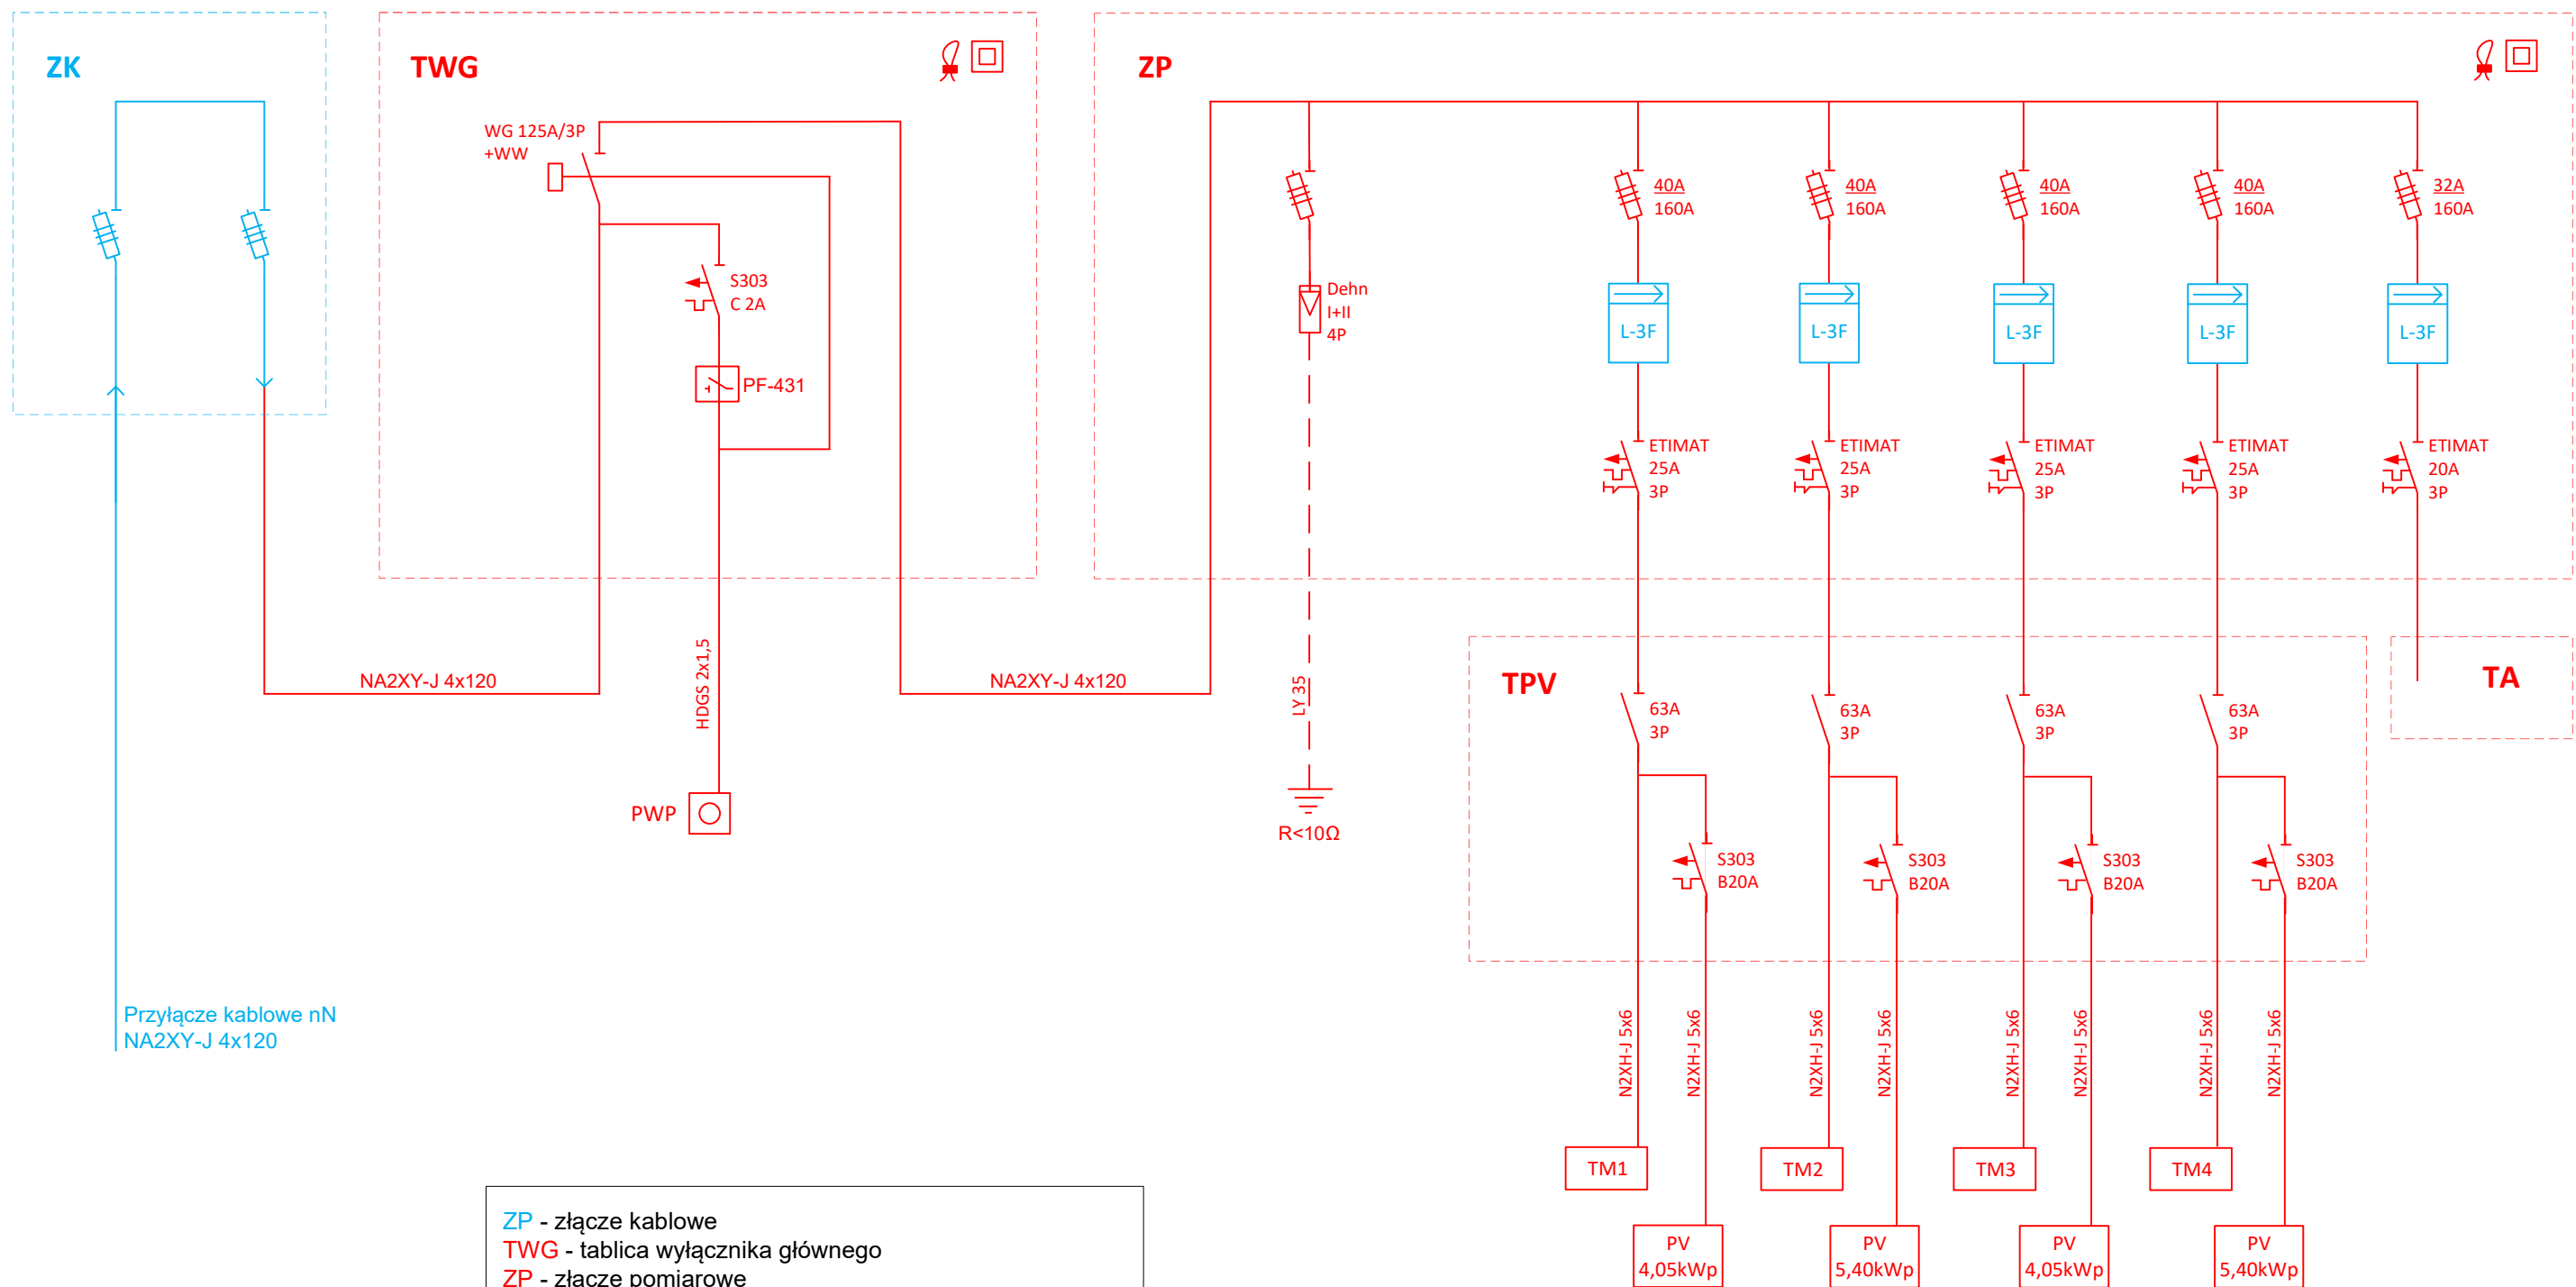 ZK
TWG
ZP
WG 125A/3P
+WW
S303
C 2A
PF-431
Dehn
I+II
4P
40A
160A
40A
160A
40A
160A
40A
160A
32A
160A
L-3F
L-3F
L-3F
L-3F
L-3F
ETIMAT
25A
3P
ETIMAT
25A
3P
ETIMAT
25A
3P
ETIMAT
25A
3P
ETIMAT
20A
3P
NA2XY-J 4x120
HDGS 2x1,5
NA2XY-J 4x120
LY 35
TPV
TA
63A
3P
63A
3P
63A
3P
63A
3P
PWP
R<10Ω
S303
B20A
S303
B20A
S303
B20A
S303
B20A
Przyłącze kablowe nN
NA2XY-J 4x120
N2XH-J 5x6
N2XH-J 5x6
N2XH-J 5x6
N2XH-J 5x6
N2XH-J 5x6
N2XH-J 5x6
N2XH-J 5x6
N2XH-J 5x6
TM1
TM2
TM3
TM4
PV
4,05kWp
PV
5,40kWp
PV
4,05kWp
PV
5,40kWp
ZP - złącze kablowe
TWG - tablica wyłącznika głównego
ZP - złącze pomiarowe